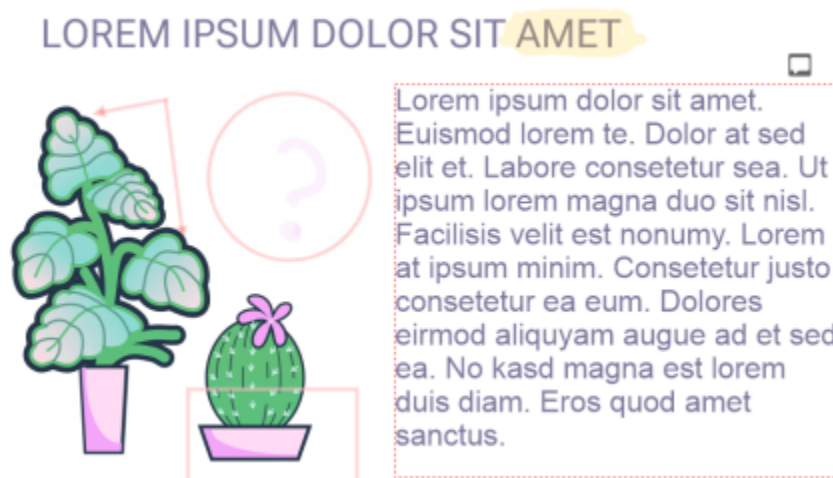 LOREM IPSUM DOLOR SIT AMET
?
Lorem ipsum dolor sit amet.
Euismod lorem te. Dolor at sed
elit et. Labore consetetur sea. Ut
ipsum lorem magna duo sit nisl.
Facilisis velit est nonumy. Lorem
at ipsum minim. Consetetur justo
consetetur ea eum. Dolores
eirmod aliquyam augue ad et sed
ea. No kasd magna est lorem
duis diam. Eros quod amet
sanctus.